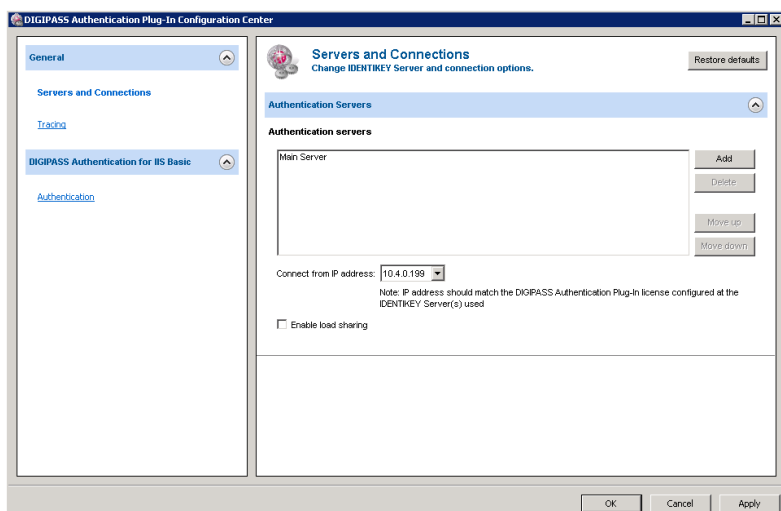 DIGIPASS Authentication Plug-In Configuration Center
General
Servers and Connections
Tracing
DIGIPASS Authentication for IIS Basic
Authentication
Servers and Connections
Change IDENTIKEY Server and connection options.
Restore defaults
Authentication Servers
Authentication servers
Main Server
Add
Delete
Move up
Move down
Connect from IP address: 10.4.0.199
Note: IP address should match the DIGIPASS Authentication Plug-In license configured at the
IDENTIKEY Server(s) used
Enable load sharing
OK
Cancel
Apply